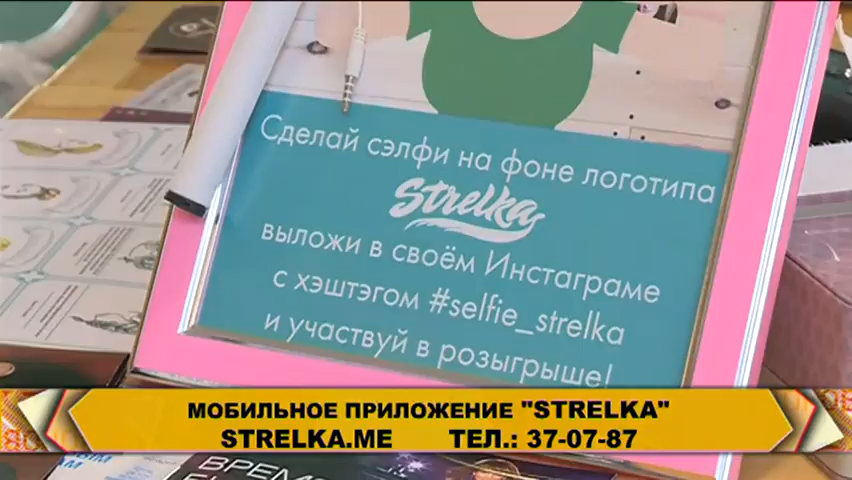 Сделай сэлфи на фоне логотипа
Strelka
выложи в своём Инстаграме
с хэштэгом #selfie_strelka
и участвуй в розыгрыше!
МОБИЛЬНОЕ ПРИЛОЖЕНИЕ "STRELKA"
STRELKA.ME ТЕЛ.: 37-07-87
ВРЕМЯ